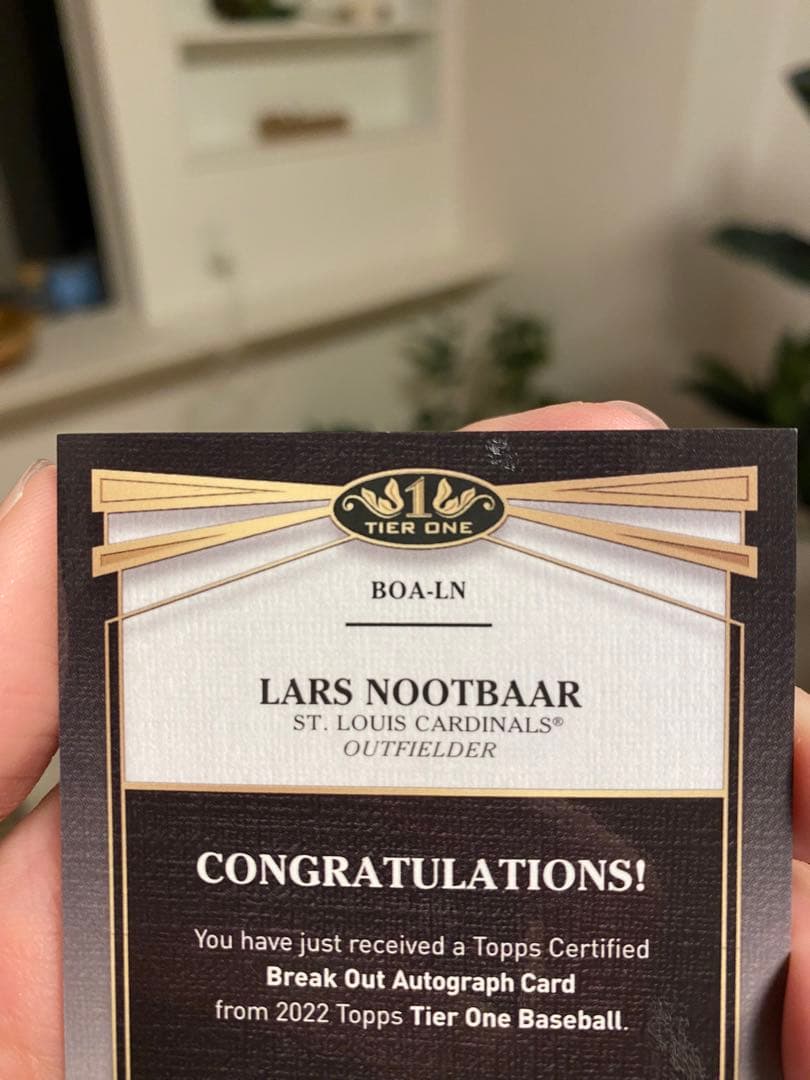 1
TIER ONE
BOA-LN
LARS NOOTBAAR
ST. LOUIS CARDINALS®
OUTFIELDER
CONGRATULATIONS!
You have just received a Topps Certified
Break Out Autograph Card
from 2022 Topps Tier One Baseball.